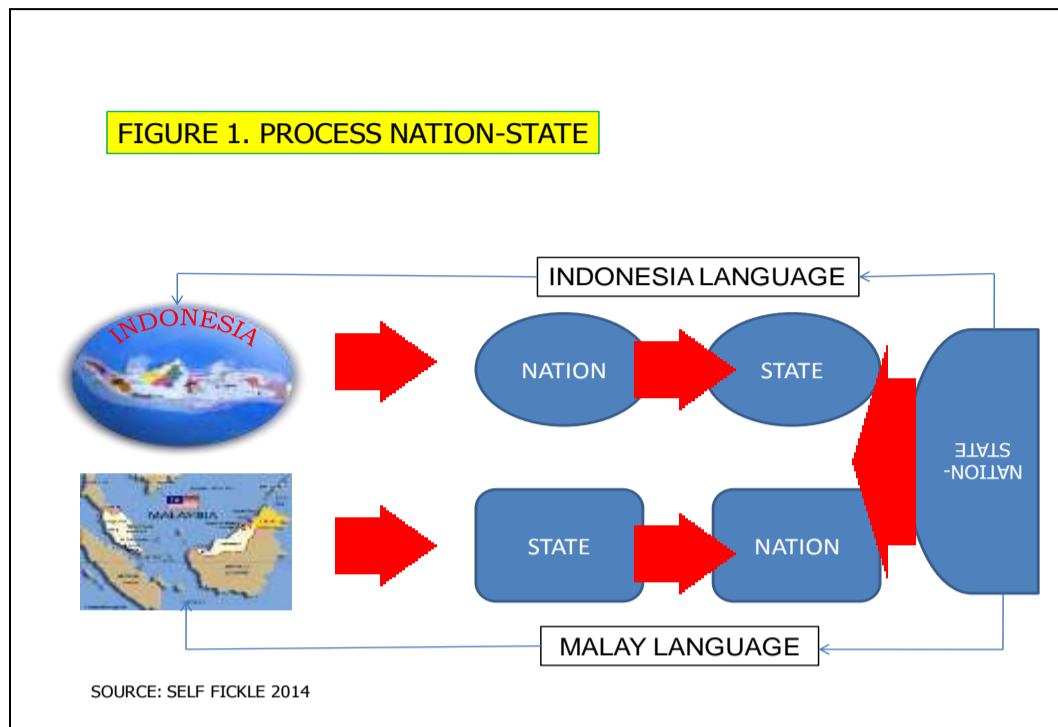 FIGURE 1. PROCESS NATION-STATE
INDONESIA LANGUAGE
INDONESIA
NATION
STATE
NATION-
STATE
MALAYSIA
STATE
NATION
MALAY LANGUAGE
SOURCE: SELF FICKLE 2014